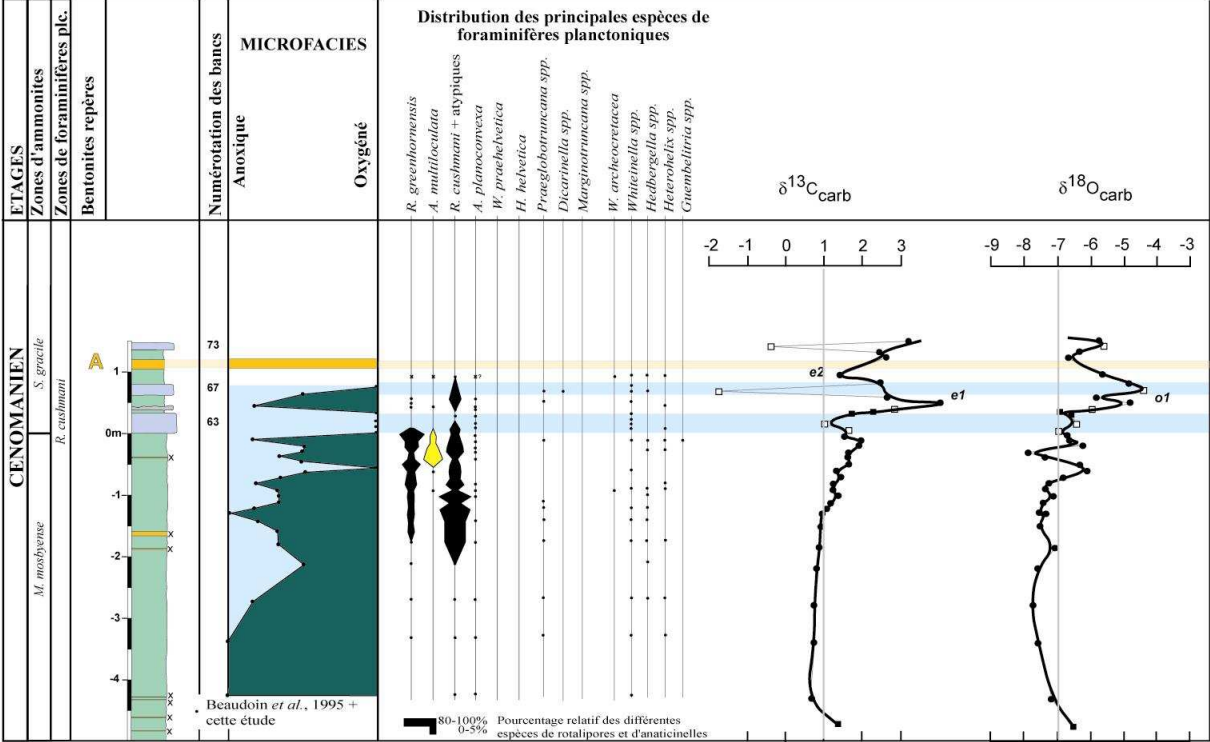 Distribution des principales espèces de
foraminifères planctoniques
ETAGES
Zones d'ammonites
Zones de foraminifères plc.
Bentonites repères
Numérotation des bancs
MICROFACIES
Anoxique
Oxygéné
R. greenhornensis
A. multiloculata
R. cushmani + atypiques
A. planoconvexa
W. praehelvetica
H. helvetica
Praeglobotruncana spp.
Dicarinella spp.
Marginotruncana spp.
W. archeocretacea
Whiteinella spp.
Hedbergella spp.
Heterohelix spp.
Guembelitria spp.
δ13Ccarb
δ18Ocarb
-2 -1 0 1 2 3
-9 -8 -7 -6 -5 -4 -3
CENOMANIEN
S. gracile
M. mosbyense
R. cushmani
A
73
67
63
1
0m
-1
-2
-3
-4
x
x
x
x
x
x
x
x x x?
e2
e1
o1
Beaudoin et al., 1995 +
cette étude
80-100%
0-5%
Pourcentage relatif des différentes
espèces de rotalipores et d'anaticinelles